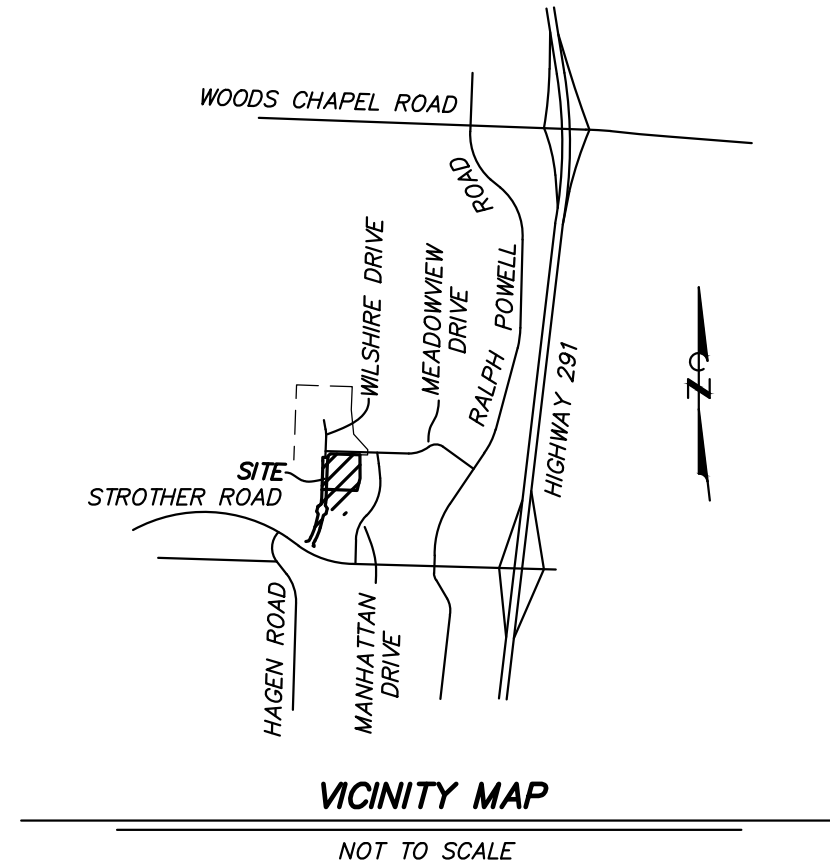 WOODS CHAPEL ROAD
ROAD
RALPH POWELL
WILSHIRE DRIVE
MEADOWVIEW
DRIVE
HIGHWAY 291
N
SITE
STROTHER ROAD
HAGEN ROAD
MANHATTAN
DRIVE
VICINITY MAP
NOT TO SCALE